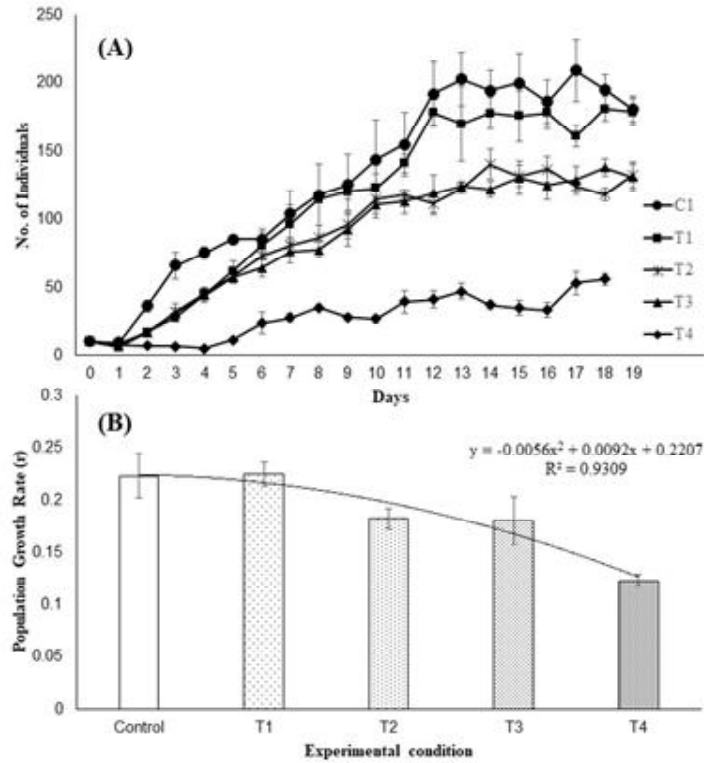 (A)
No. of Individuals
250
200
150
100
50
0
0 1 2 3 4 5 6 7 8 9 10 11 12 13 14 15 16 17 18 19
Days
C1
T1
T2
T3
T4
(B)
Population Growth Rate (r)
0.3
0.25
0.2
0.15
0.1
0.05
0
y = -0.0056x² + 0.0092x + 0.2207
R² = 0.9309
Control T1 T2 T3 T4
Experimental condition